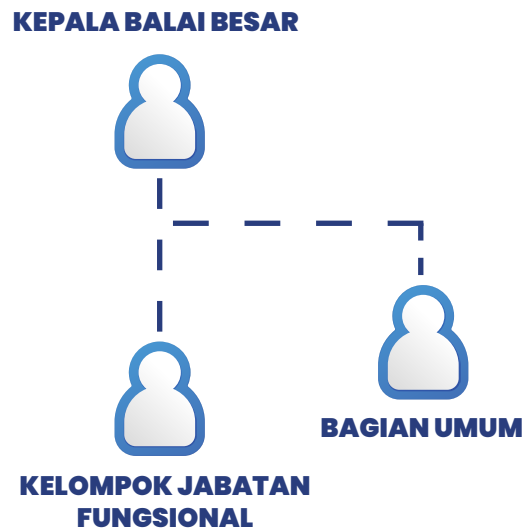 KEPALA BALAI BESAR
BAGIAN UMUM
KELOMPOK JABATAN
FUNGSIONAL